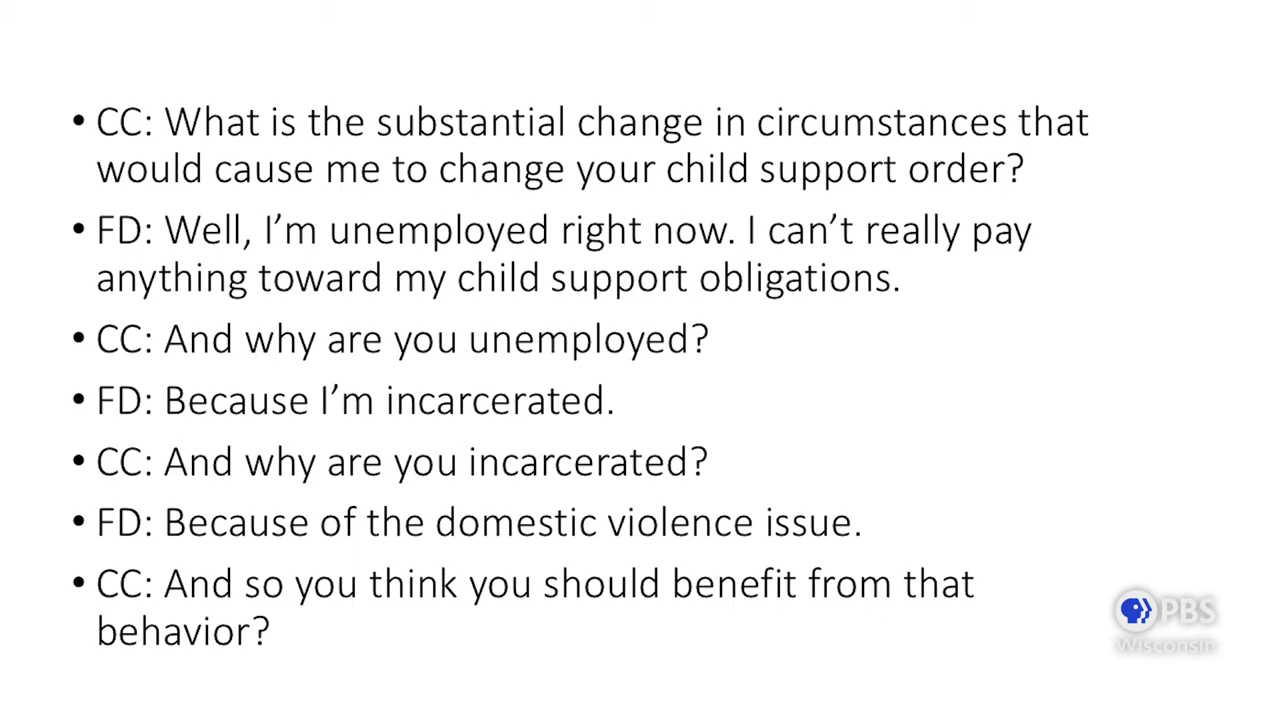 • CC: What is the substantial change in circumstances that
would cause me to change your child support order?
• FD: Well, I’m unemployed right now. I can’t really pay
anything toward my child support obligations.
• CC: And why are you unemployed?
• FD: Because I’m incarcerated.
• CC: And why are you incarcerated?
• FD: Because of the domestic violence issue.
• CC: And so you think you should benefit from that
behavior?
PBS
Wisconsin